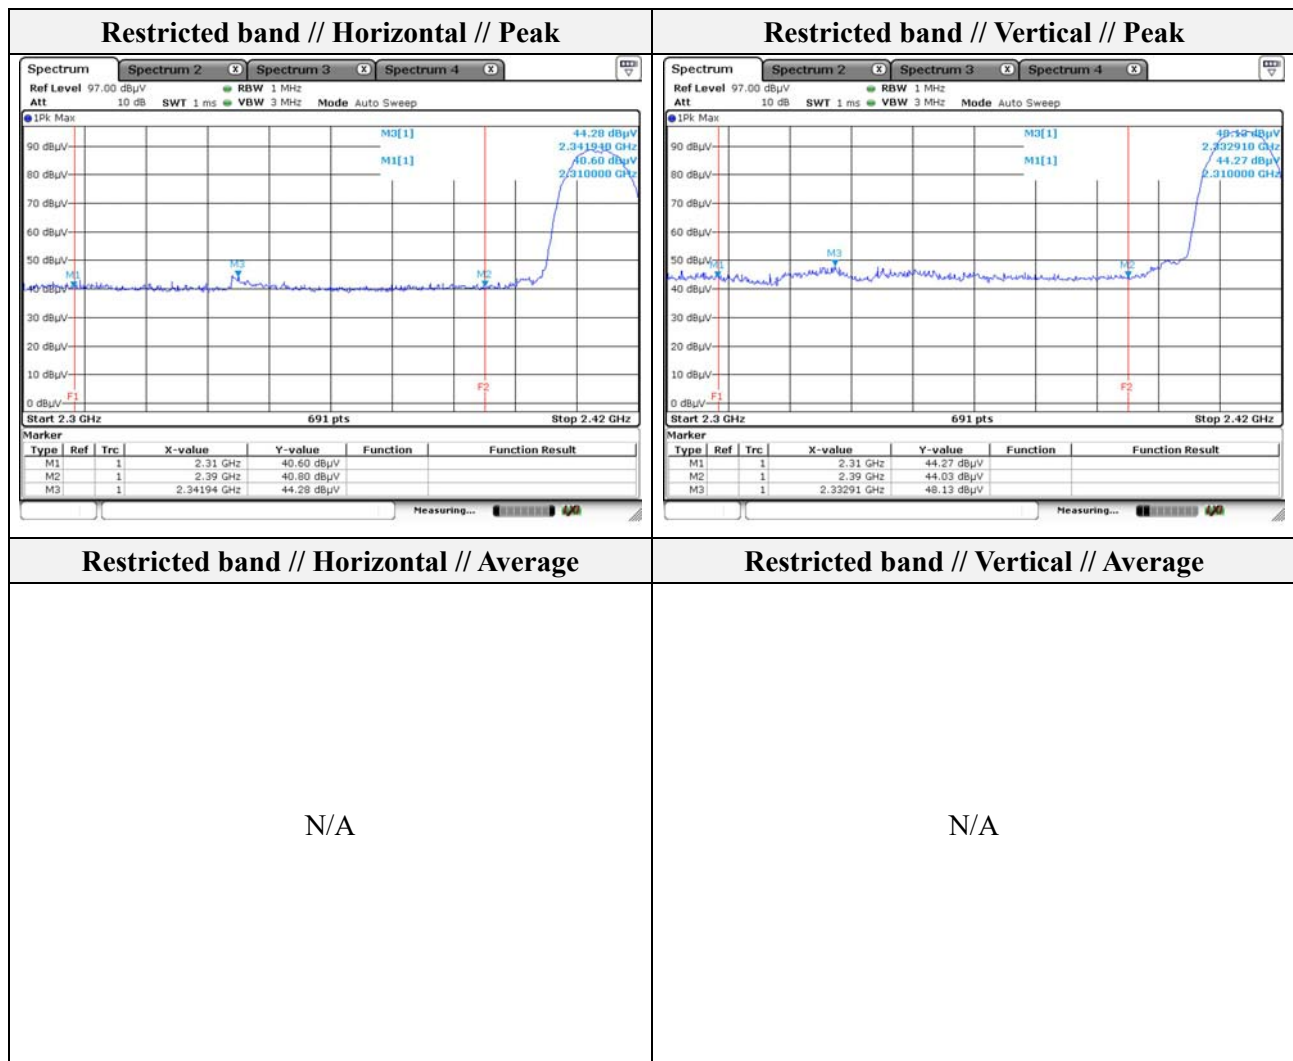 Restricted band // Horizontal // Peak
Spectrum Spectrum 2 X Spectrum 3 X Spectrum 4 X
Ref Level 97.00 dBµV RBW 1 MHz
Att 10 dB SWT 1 ms VBW 3 MHz Mode Auto Sweep
1Pk Max
M3[1] 44.28 dBµV
2.341940 GHz
M1[1] 40.60 dBµV
2.310000 GHz
90 dBµV
80 dBµV
70 dBµV
60 dBµV
50 dBµV
40 dBµV
30 dBµV
20 dBµV
10 dBµV
0 dBµV
M1 M3 M2
F1 F2
Start 2.3 GHz 691 pts Stop 2.42 GHz
Marker
Type Ref Trc X-value Y-value Function Function Result
M1 1 2.31 GHz 40.60 dBµV
M2 1 2.39 GHz 40.80 dBµV
M3 1 2.34194 GHz 44.28 dBµV
Measuring...
Restricted band // Vertical // Peak
Spectrum Spectrum 2 X Spectrum 3 X Spectrum 4 X
Ref Level 97.00 dBµV RBW 1 MHz
Att 10 dB SWT 1 ms VBW 3 MHz Mode Auto Sweep
1Pk Max
M3[1] 48.13 dBµV
2.332910 GHz
M1[1] 44.27 dBµV
2.310000 GHz
90 dBµV
80 dBµV
70 dBµV
60 dBµV
50 dBµV
40 dBµV
30 dBµV
20 dBµV
10 dBµV
0 dBµV
M1 M3 M2
F1 F2
Start 2.3 GHz 691 pts Stop 2.42 GHz
Marker
Type Ref Trc X-value Y-value Function Function Result
M1 1 2.31 GHz 44.27 dBµV
M2 1 2.39 GHz 44.03 dBµV
M3 1 2.33291 GHz 48.13 dBµV
Measuring...
Restricted band // Horizontal // Average
Restricted band // Vertical // Average
N/A
N/A